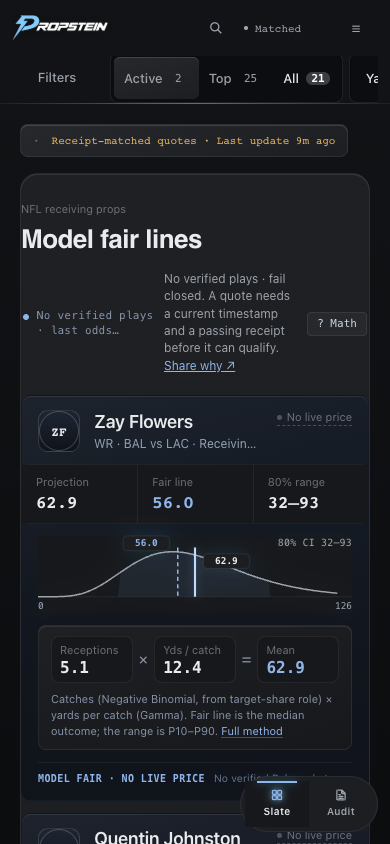 PROPSTEIN
Matched
Filters
Active 2
Top 25
All 21
Ya
· Receipt-matched quotes · Last update 9m ago
NFL receiving props
Model fair lines
No verified plays
· last odds…
No verified plays · fail
closed. A quote needs
a current timestamp
and a passing receipt
before it can qualify.
Share why ↗
? Math
ZF
Zay Flowers
WR · BAL vs LAC · Receivin…
No live price
Projection
62.9
Fair line
56.0
80% range
32–93
56.0
62.9
80% CI 32–93
0
126
Receptions
5.1
×
Yds / catch
12.4
=
Mean
62.9
Catches (Negative Binomial, from target-share role) ×
yards per catch (Gamma). Fair line is the median
outcome; the range is P10–P90. Full method
MODEL FAIR · NO LIVE PRICE
No
Slate
Audit
Quentin Johnston
No live price